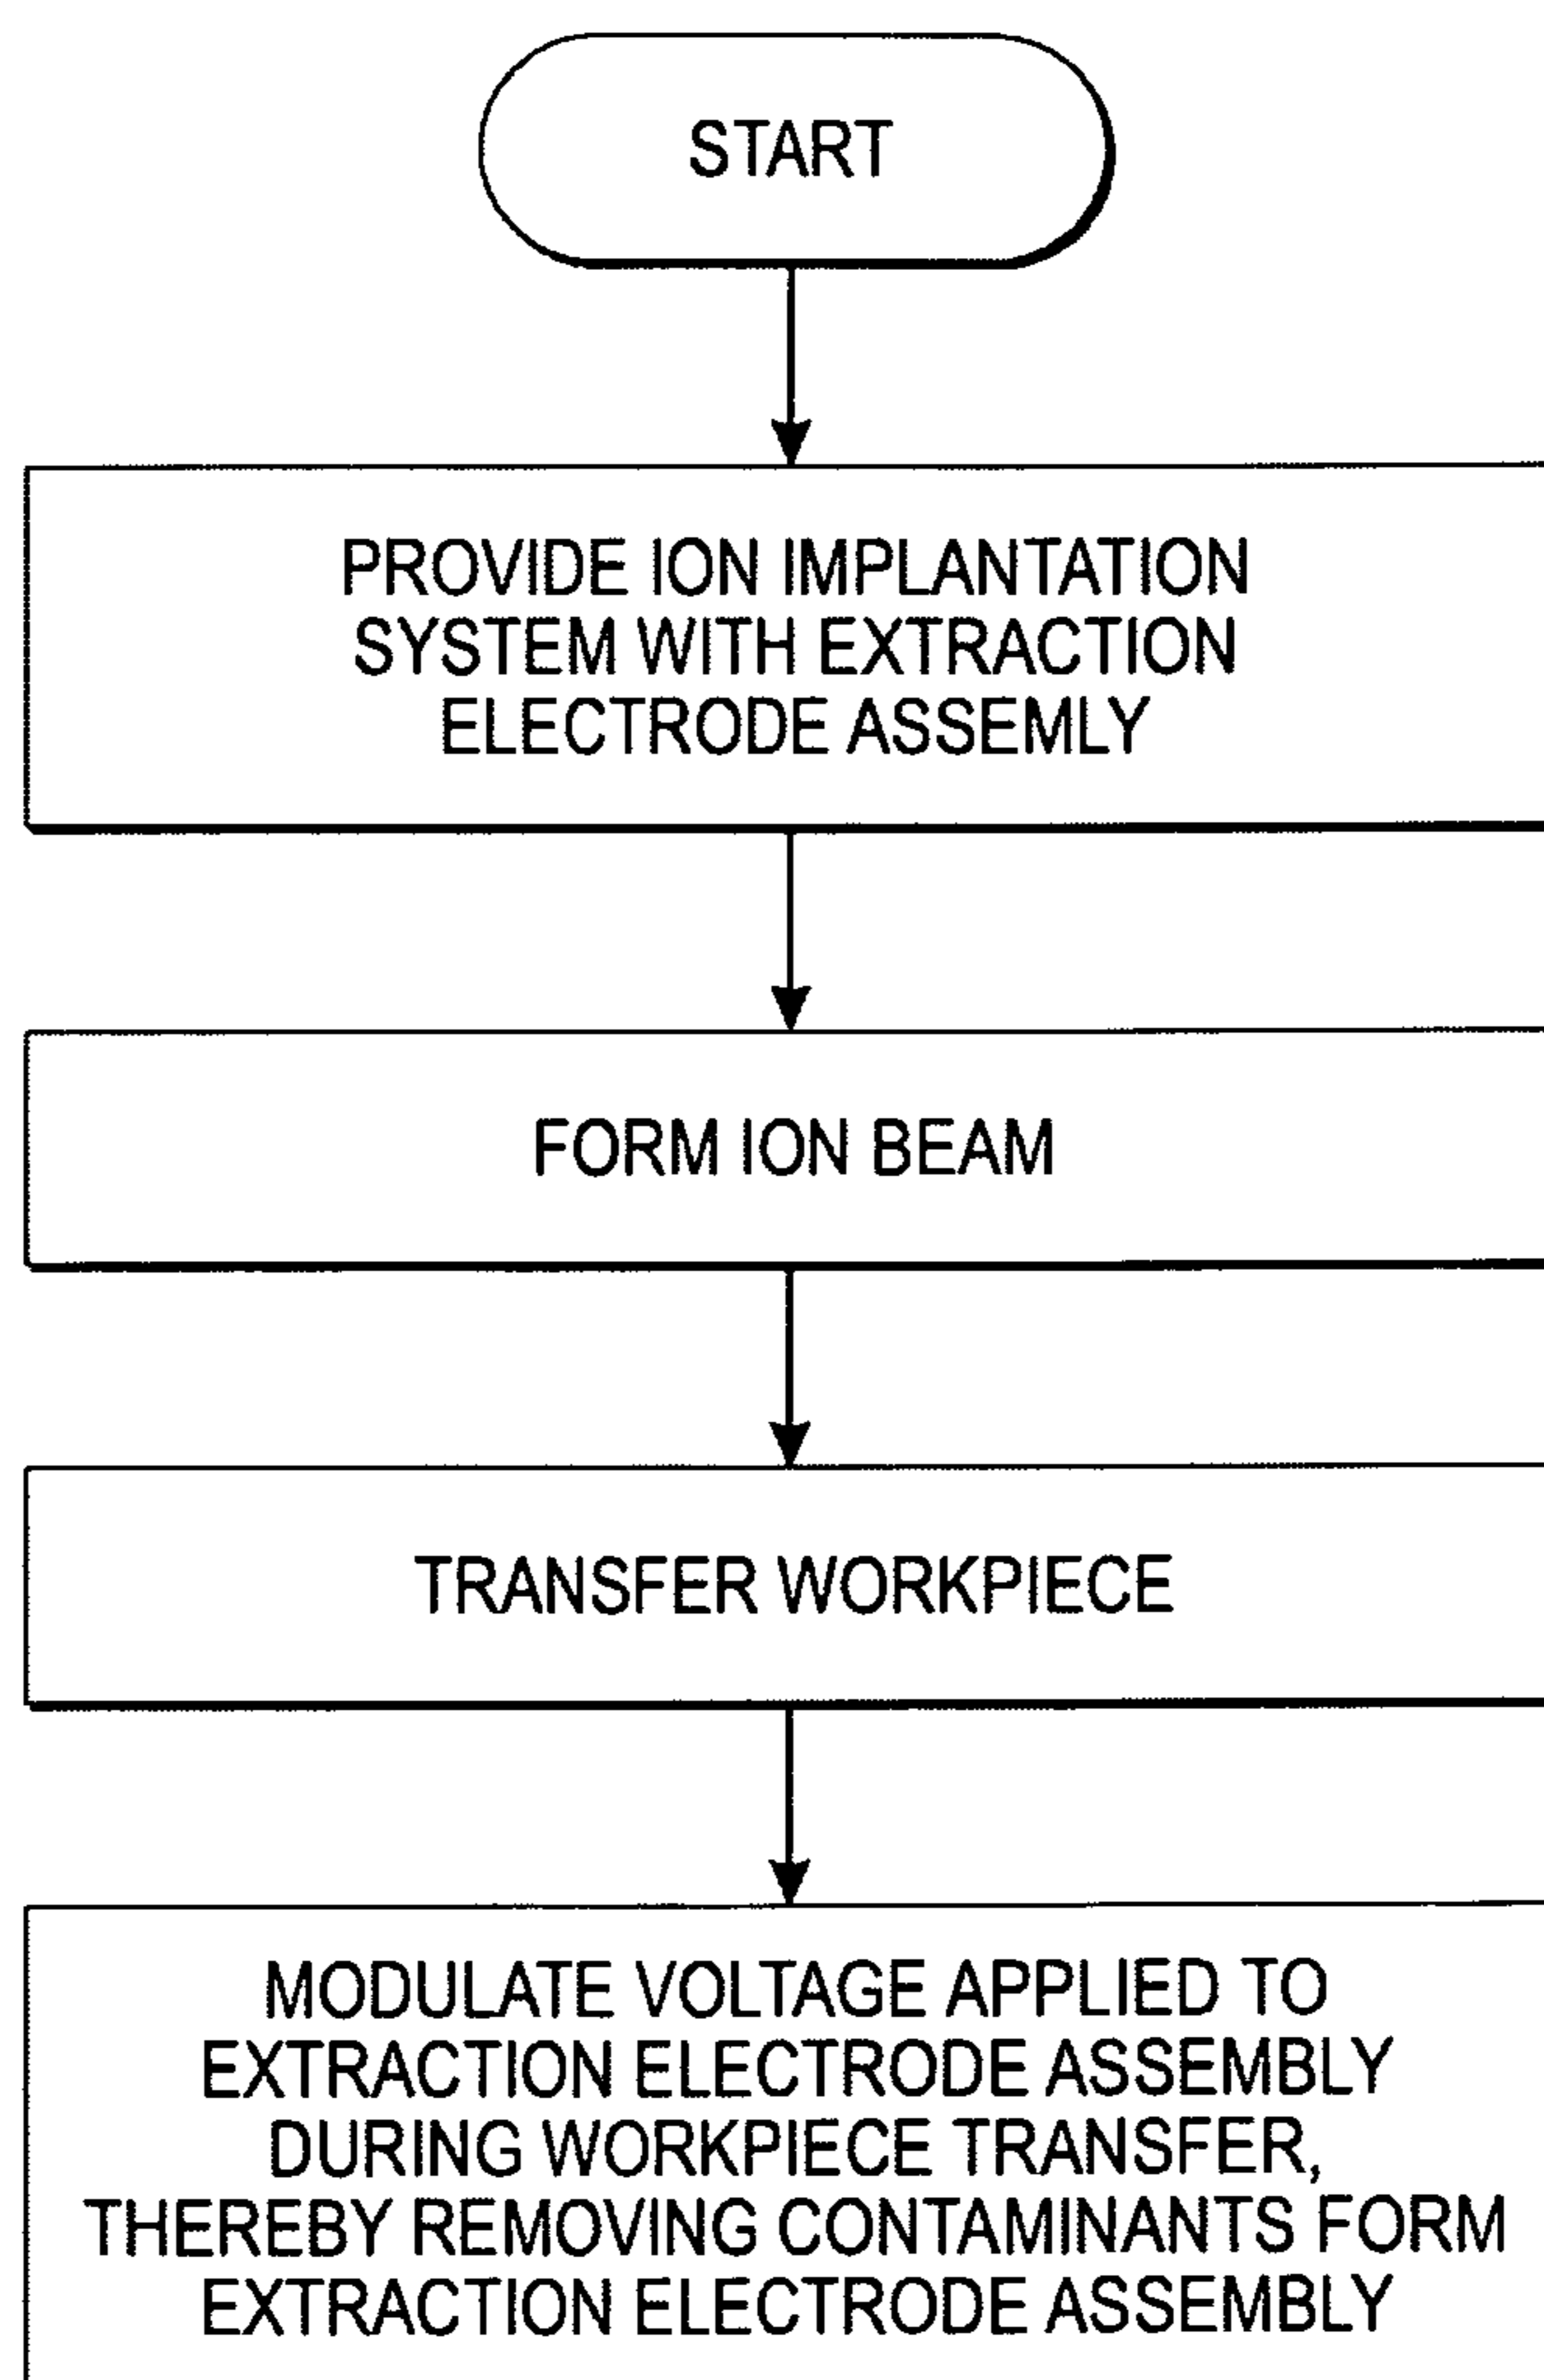 START
PROVIDE ION IMPLANTATION
SYSTEM WITH EXTRACTION
ELECTRODE ASSEMLY
FORM ION BEAM
TRANSFER WORKPIECE
MODULATE VOLTAGE APPLIED TO
EXTRACTION ELECTRODE ASSEMBLY
DURING WORKPIECE TRANSFER,
THEREBY REMOVING CONTAMINANTS FORM
EXTRACTION ELECTRODE ASSEMBLY